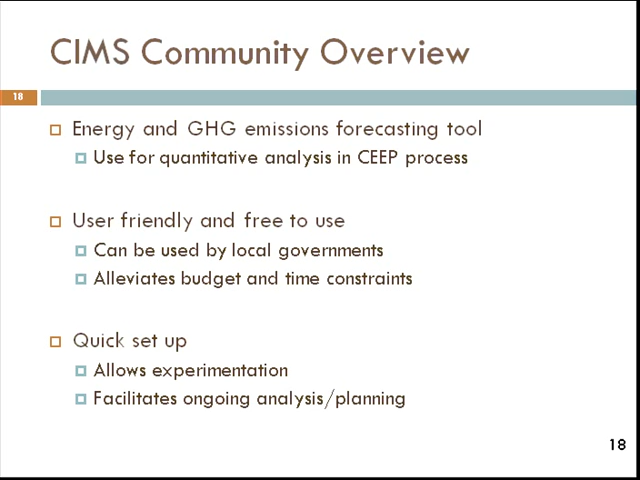 CIMS Community Overview
18
Energy and GHG emissions forecasting tool
Use for quantitative analysis in CEEP process
User friendly and free to use
Can be used by local governments
Alleviates budget and time constraints
Quick set up
Allows experimentation
Facilitates ongoing analysis/planning
18